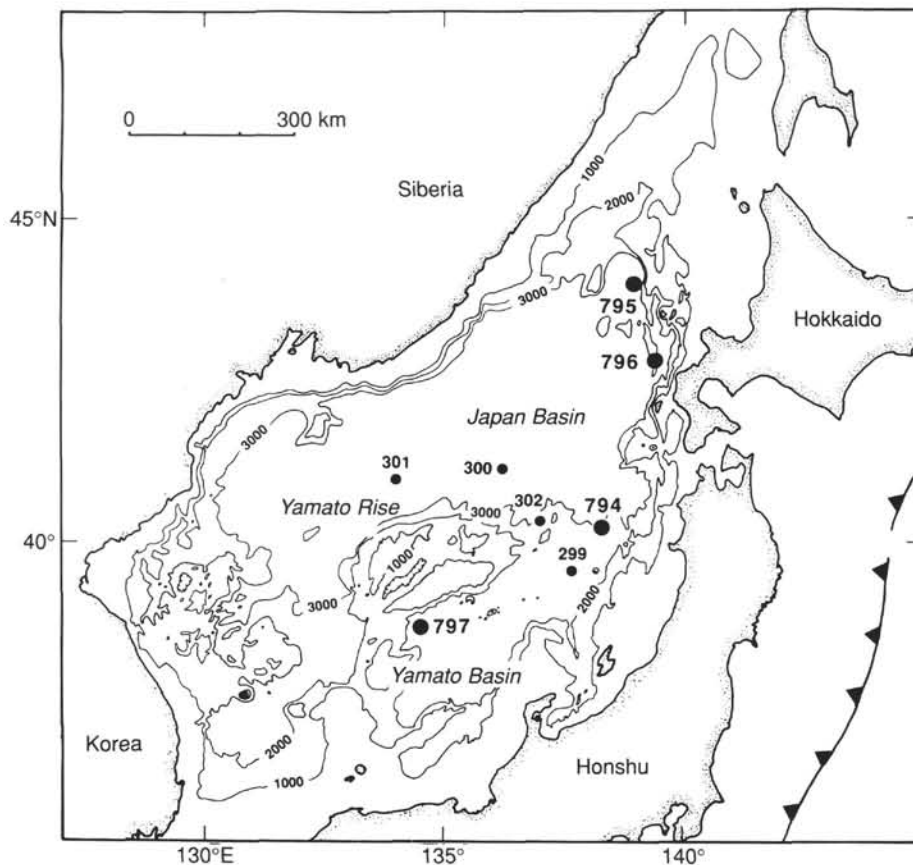 0 300 km
Siberia
1000
2000
45°N
3000
795
Hokkaido
796
Japan Basin
3000
301
300
Yamato Rise
302
794
3000
40°
1000
299
3000
2000
797
Yamato Basin
Korea
2000
1000
Honshu
130°E 135° 140°